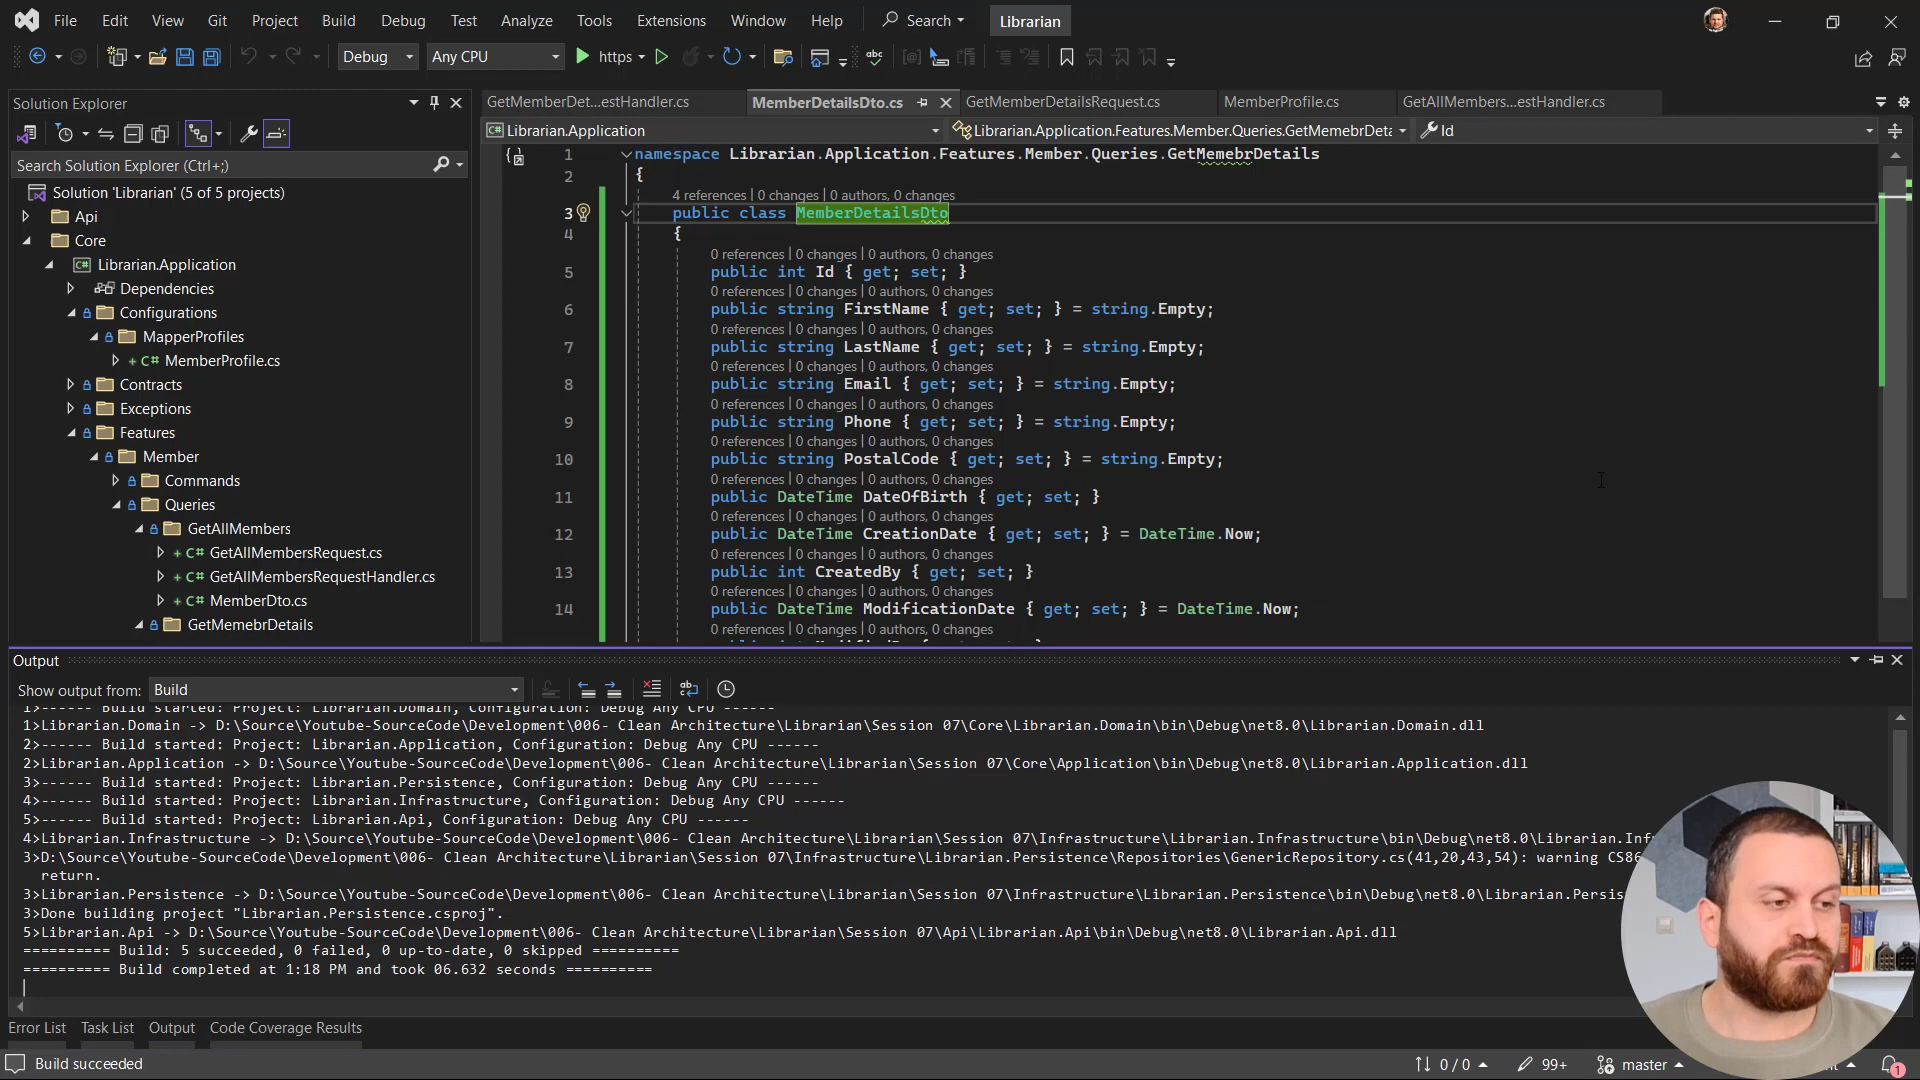 File Edit View Git Project Build Debug Test Analyze Tools Extensions Window Help Search Librarian
Debug Any CPU https
Solution Explorer
Search Solution Explorer (Ctrl+;)
Solution 'Librarian' (5 of 5 projects)
Api
Core
Librarian.Application
Dependencies
Configurations
MapperProfiles
MemberProfile.cs
Contracts
Exceptions
Features
Member
Commands
Queries
GetAllMembers
GetAllMembersRequest.cs
GetAllMembersRequestHandler.cs
MemberDto.cs
GetMemebrDetails
GetMemberDet...estHandler.cs MemberDetailsDto.cs GetMemberDetailsRequest.cs MemberProfile.cs GetAllMembers...estHandler.cs
Librarian.Application Librarian.Application.Features.Member.Queries.GetMemebrDeta Id
1 namespace Librarian.Application.Features.Member.Queries.GetMemebrDetails
2 {
4 references | 0 changes | 0 authors, 0 changes
3 public class MemberDetailsDto
4 {
0 references | 0 changes | 0 authors, 0 changes
5 public int Id { get; set; }
0 references | 0 changes | 0 authors, 0 changes
6 public string FirstName { get; set; } = string.Empty;
0 references | 0 changes | 0 authors, 0 changes
7 public string LastName { get; set; } = string.Empty;
0 references | 0 changes | 0 authors, 0 changes
8 public string Email { get; set; } = string.Empty;
0 references | 0 changes | 0 authors, 0 changes
9 public string Phone { get; set; } = string.Empty;
0 references | 0 changes | 0 authors, 0 changes
10 public string PostalCode { get; set; } = string.Empty;
0 references | 0 changes | 0 authors, 0 changes
11 public DateTime DateOfBirth { get; set; }
0 references | 0 changes | 0 authors, 0 changes
12 public DateTime CreationDate { get; set; } = DateTime.Now;
0 references | 0 changes | 0 authors, 0 changes
13 public int CreatedBy { get; set; }
0 references | 0 changes | 0 authors, 0 changes
14 public DateTime ModificationDate { get; set; } = DateTime.Now;
0 references | 0 changes | 0 authors, 0 changes
Output
Show output from: Build
1>------ Build started: Project: Librarian.Domain, Configuration: Debug Any CPU ------
1>Librarian.Domain -> D:\Source\Youtube-SourceCode\Development\006- Clean Architecture\Librarian\Session 07\Core\Librarian.Domain\bin\Debug\net8.0\Librarian.Domain.dll
2>------ Build started: Project: Librarian.Application, Configuration: Debug Any CPU ------
2>Librarian.Application -> D:\Source\Youtube-SourceCode\Development\006- Clean Architecture\Librarian\Session 07\Core\Application\bin\Debug\net8.0\Librarian.Application.dll
3>------ Build started: Project: Librarian.Persistence, Configuration: Debug Any CPU ------
4>------ Build started: Project: Librarian.Infrastructure, Configuration: Debug Any CPU ------
5>------ Build started: Project: Librarian.Api, Configuration: Debug Any CPU ------
4>Librarian.Infrastructure -> D:\Source\Youtube-SourceCode\Development\006- Clean Architecture\Librarian\Session 07\Infrastructure\Librarian.Infrastructure\bin\Debug\net8.0\Librarian.Inf
3>D:\Source\Youtube-SourceCode\Development\006- Clean Architecture\Librarian\Session 07\Infrastructure\Librarian.Persistence\Repositories\GenericRepository.cs(41,20,43,54): warning CS86
return.
3>Librarian.Persistence -> D:\Source\Youtube-SourceCode\Development\006- Clean Architecture\Librarian\Session 07\Infrastructure\Librarian.Persistence\bin\Debug\net8.0\Librarian.Persis
3>Done building project "Librarian.Persistence.csproj".
5>Librarian.Api -> D:\Source\Youtube-SourceCode\Development\006- Clean Architecture\Librarian\Session 07\Api\Librarian.Api\bin\Debug\net8.0\Librarian.Api.dll
========== Build: 5 succeeded, 0 failed, 0 up-to-date, 0 skipped ==========
========== Build completed at 1:18 PM and took 06.632 seconds ==========
Error List Task List Output Code Coverage Results
Build succeeded 0 / 0 99+ master 1